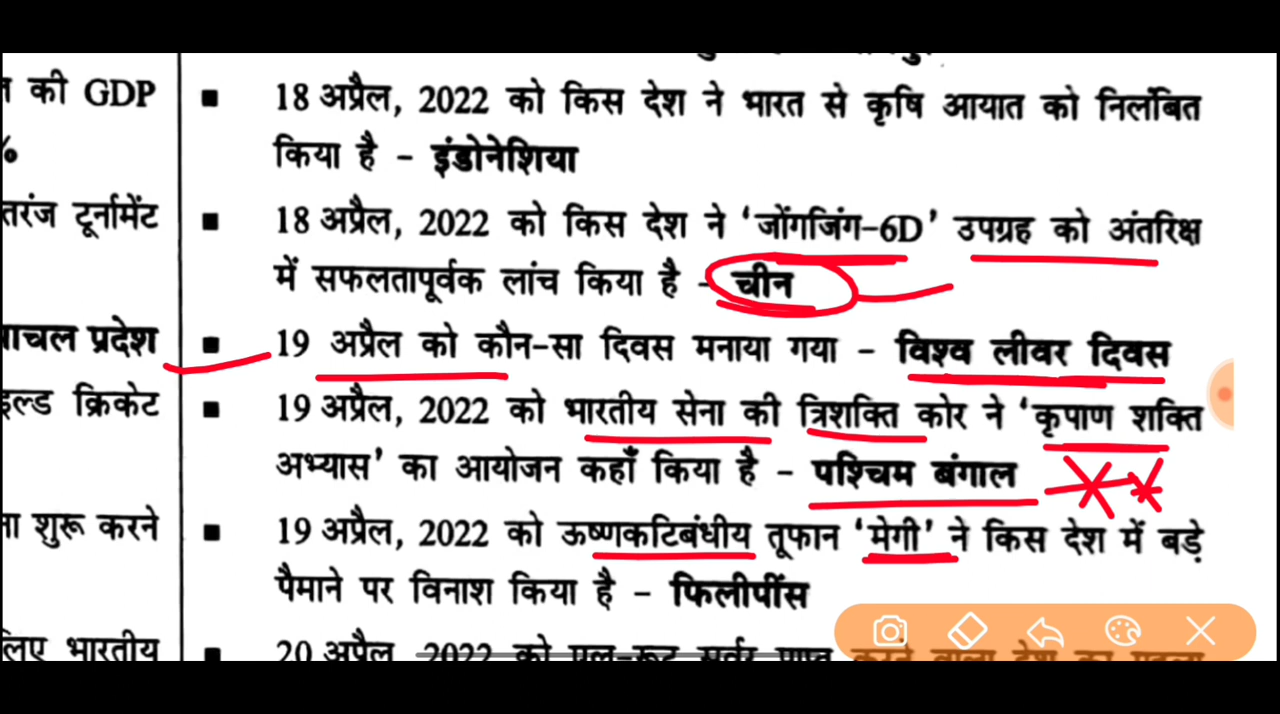 की GDP
%
18 अप्रैल, 2022 को किस देश ने भारत से कृषि आयात को निलंबित
किया है – इंडोनेशिया
तरंज टूर्नामेंट
18 अप्रैल, 2022 को किस देश ने ‘जोंगजिंग–6D’ उपग्रह को अंतरिक्ष
में सफलतापूर्वक लांच किया है – चीन
ाचल प्रदेश
19 अप्रैल को कौन–सा दिवस मनाया गया – विश्व लीवर दिवस
इल्ड क्रिकेट
19 अप्रैल, 2022 को भारतीय सेना की त्रिशक्ति कोर ने ‘कृपाण शक्ति
अभ्यास’ का आयोजन कहाँ किया है – पश्चिम बंगाल
ना शुरू करने
19 अप्रैल, 2022 को ऊष्णकटिबंधीय तूफान ‘मेगी’ ने किस देश में बड़े
पैमाने पर विनाश किया है – फिलीपींस
लिए भारतीय
20 अप्रैल, 2022 को